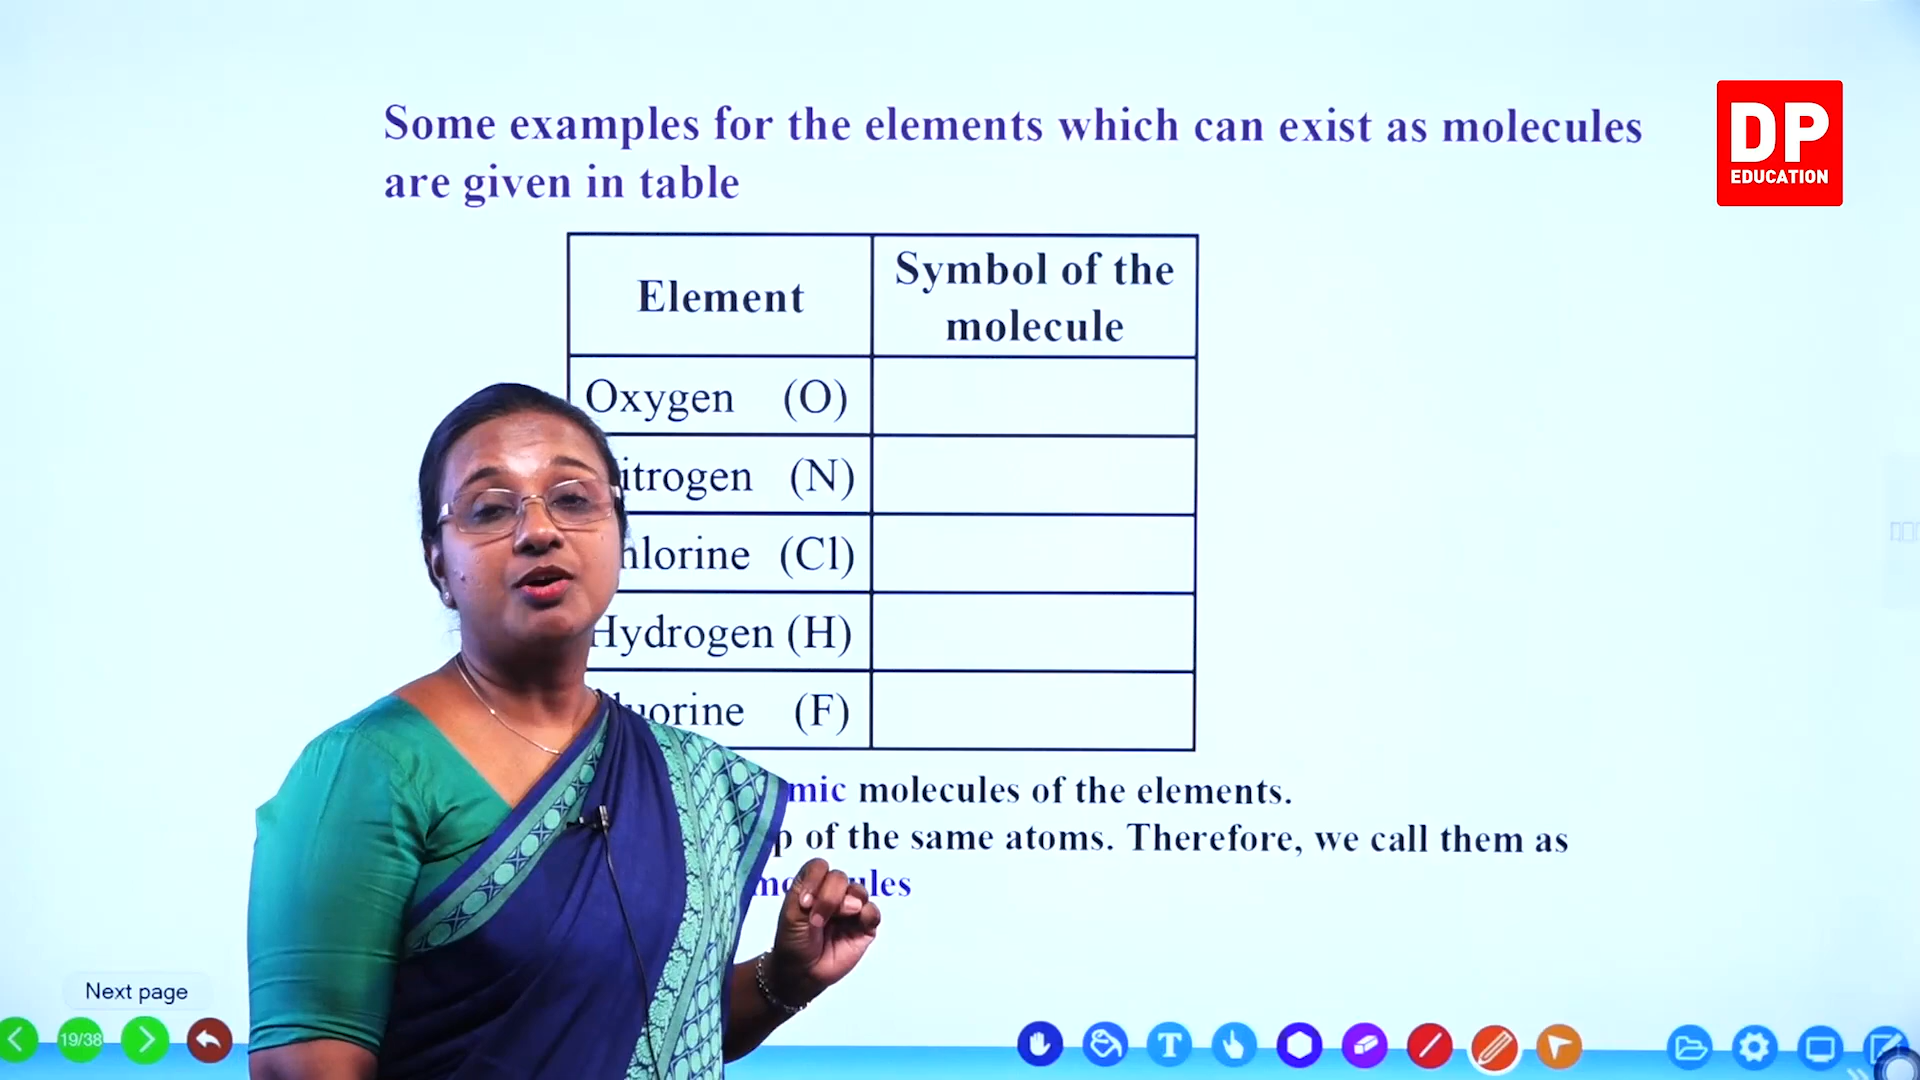 Some examples for the elements which can exist as molecules
are given in table
DP
EDUCATION
Element
Symbol of the
molecule
Oxygen (O)
itrogen (N)
hlorine (Cl)
Hydrogen (H)
uorine (F)
mic molecules of the elements.
p of the same atoms. Therefore, we call them as
Next page
19/38
T